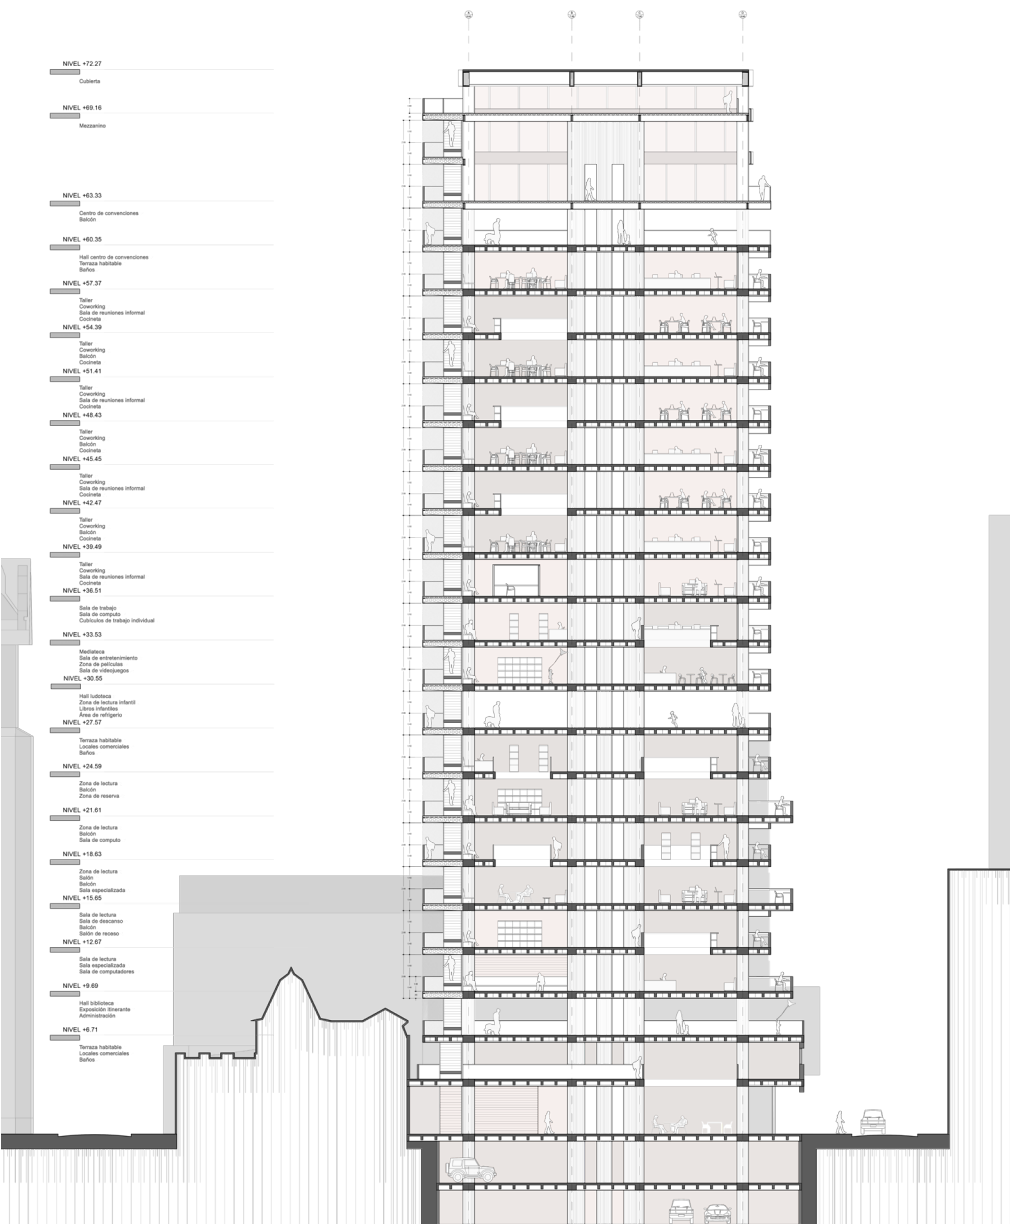 NIVEL +72.27
Cubierta
NIVEL +69.16
Mezzanine
NIVEL +63.33
Centro de convenciones
Balcón
NIVEL +60.35
Hall centro de convenciones
Terraza habitable
Baños
NIVEL +57.37
Taller
Coworking
Sala de reuniones informal
Cocineta
NIVEL +54.39
Taller
Coworking
Balcón
Cocineta
NIVEL +51.41
Taller
Coworking
Sala de reuniones informal
Cocineta
NIVEL +48.43
Taller
Coworking
Balcón
Cocineta
NIVEL +45.45
Taller
Coworking
Sala de reuniones informal
Cocineta
NIVEL +42.47
Taller
Coworking
Balcón
Cocineta
NIVEL +39.49
Taller
Coworking
Sala de reuniones informal
Cocineta
NIVEL +36.51
Sala de trabajo
Sala de computo
Cubículos de trabajo individual
NIVEL +33.53
Mediateca
Sala de entretenimiento
Zona de películas
Sala de videojuegos
NIVEL +30.55
Hall ludoteca
Zona de lectura infantil
Libros infantiles
Área de refrigerio
NIVEL +27.57
Terraza habitable
Locales comerciales
Baños
NIVEL +24.59
Zona de lectura
Balcón
Zona de reserva
NIVEL +21.61
Zona de lectura
Balcón
Sala de computo
NIVEL +18.63
Zona de lectura
Salón
Balcón
Sala especializada
NIVEL +15.65
Sala de lectura
Sala de descanso
Balcón
Salón de receso
NIVEL +12.67
Sala de lectura
Sala especializada
Sala de computadores
NIVEL +9.69
Hall biblioteca
Exposición itinerante
Administración
NIVEL +6.71
Terraza habitable
Locales comerciales
Baños